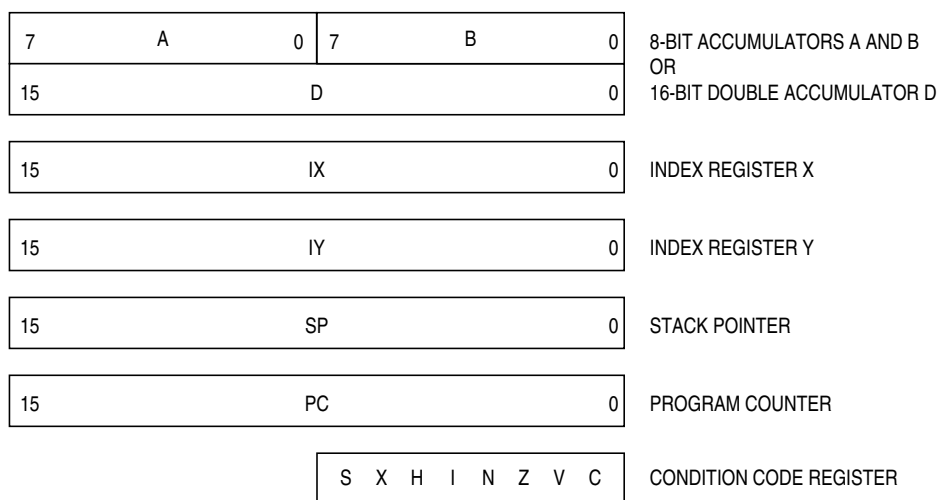 7 A 0 7 B 0 8-BIT ACCUMULATORS A AND B
OR
15 D 0 16-BIT DOUBLE ACCUMULATOR D
15 IX 0 INDEX REGISTER X
15 IY 0 INDEX REGISTER Y
15 SP 0 STACK POINTER
15 PC 0 PROGRAM COUNTER
S X H I N Z V C CONDITION CODE REGISTER